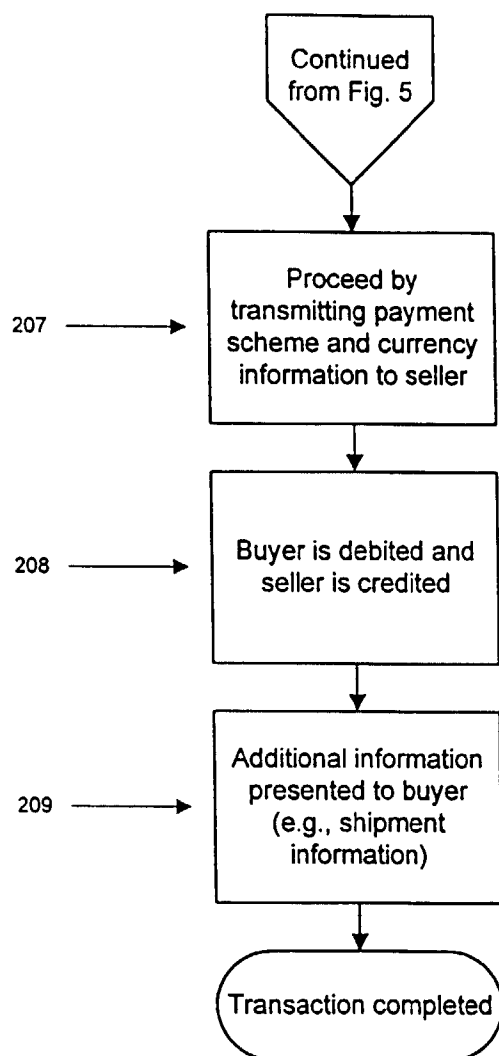 Continued
from Fig. 5
Proceed by
transmitting payment
scheme and currency
information to seller
207
Buyer is debited and
seller is credited
208
Additional information
presented to buyer
(e.g., shipment
information)
209
Transaction completed